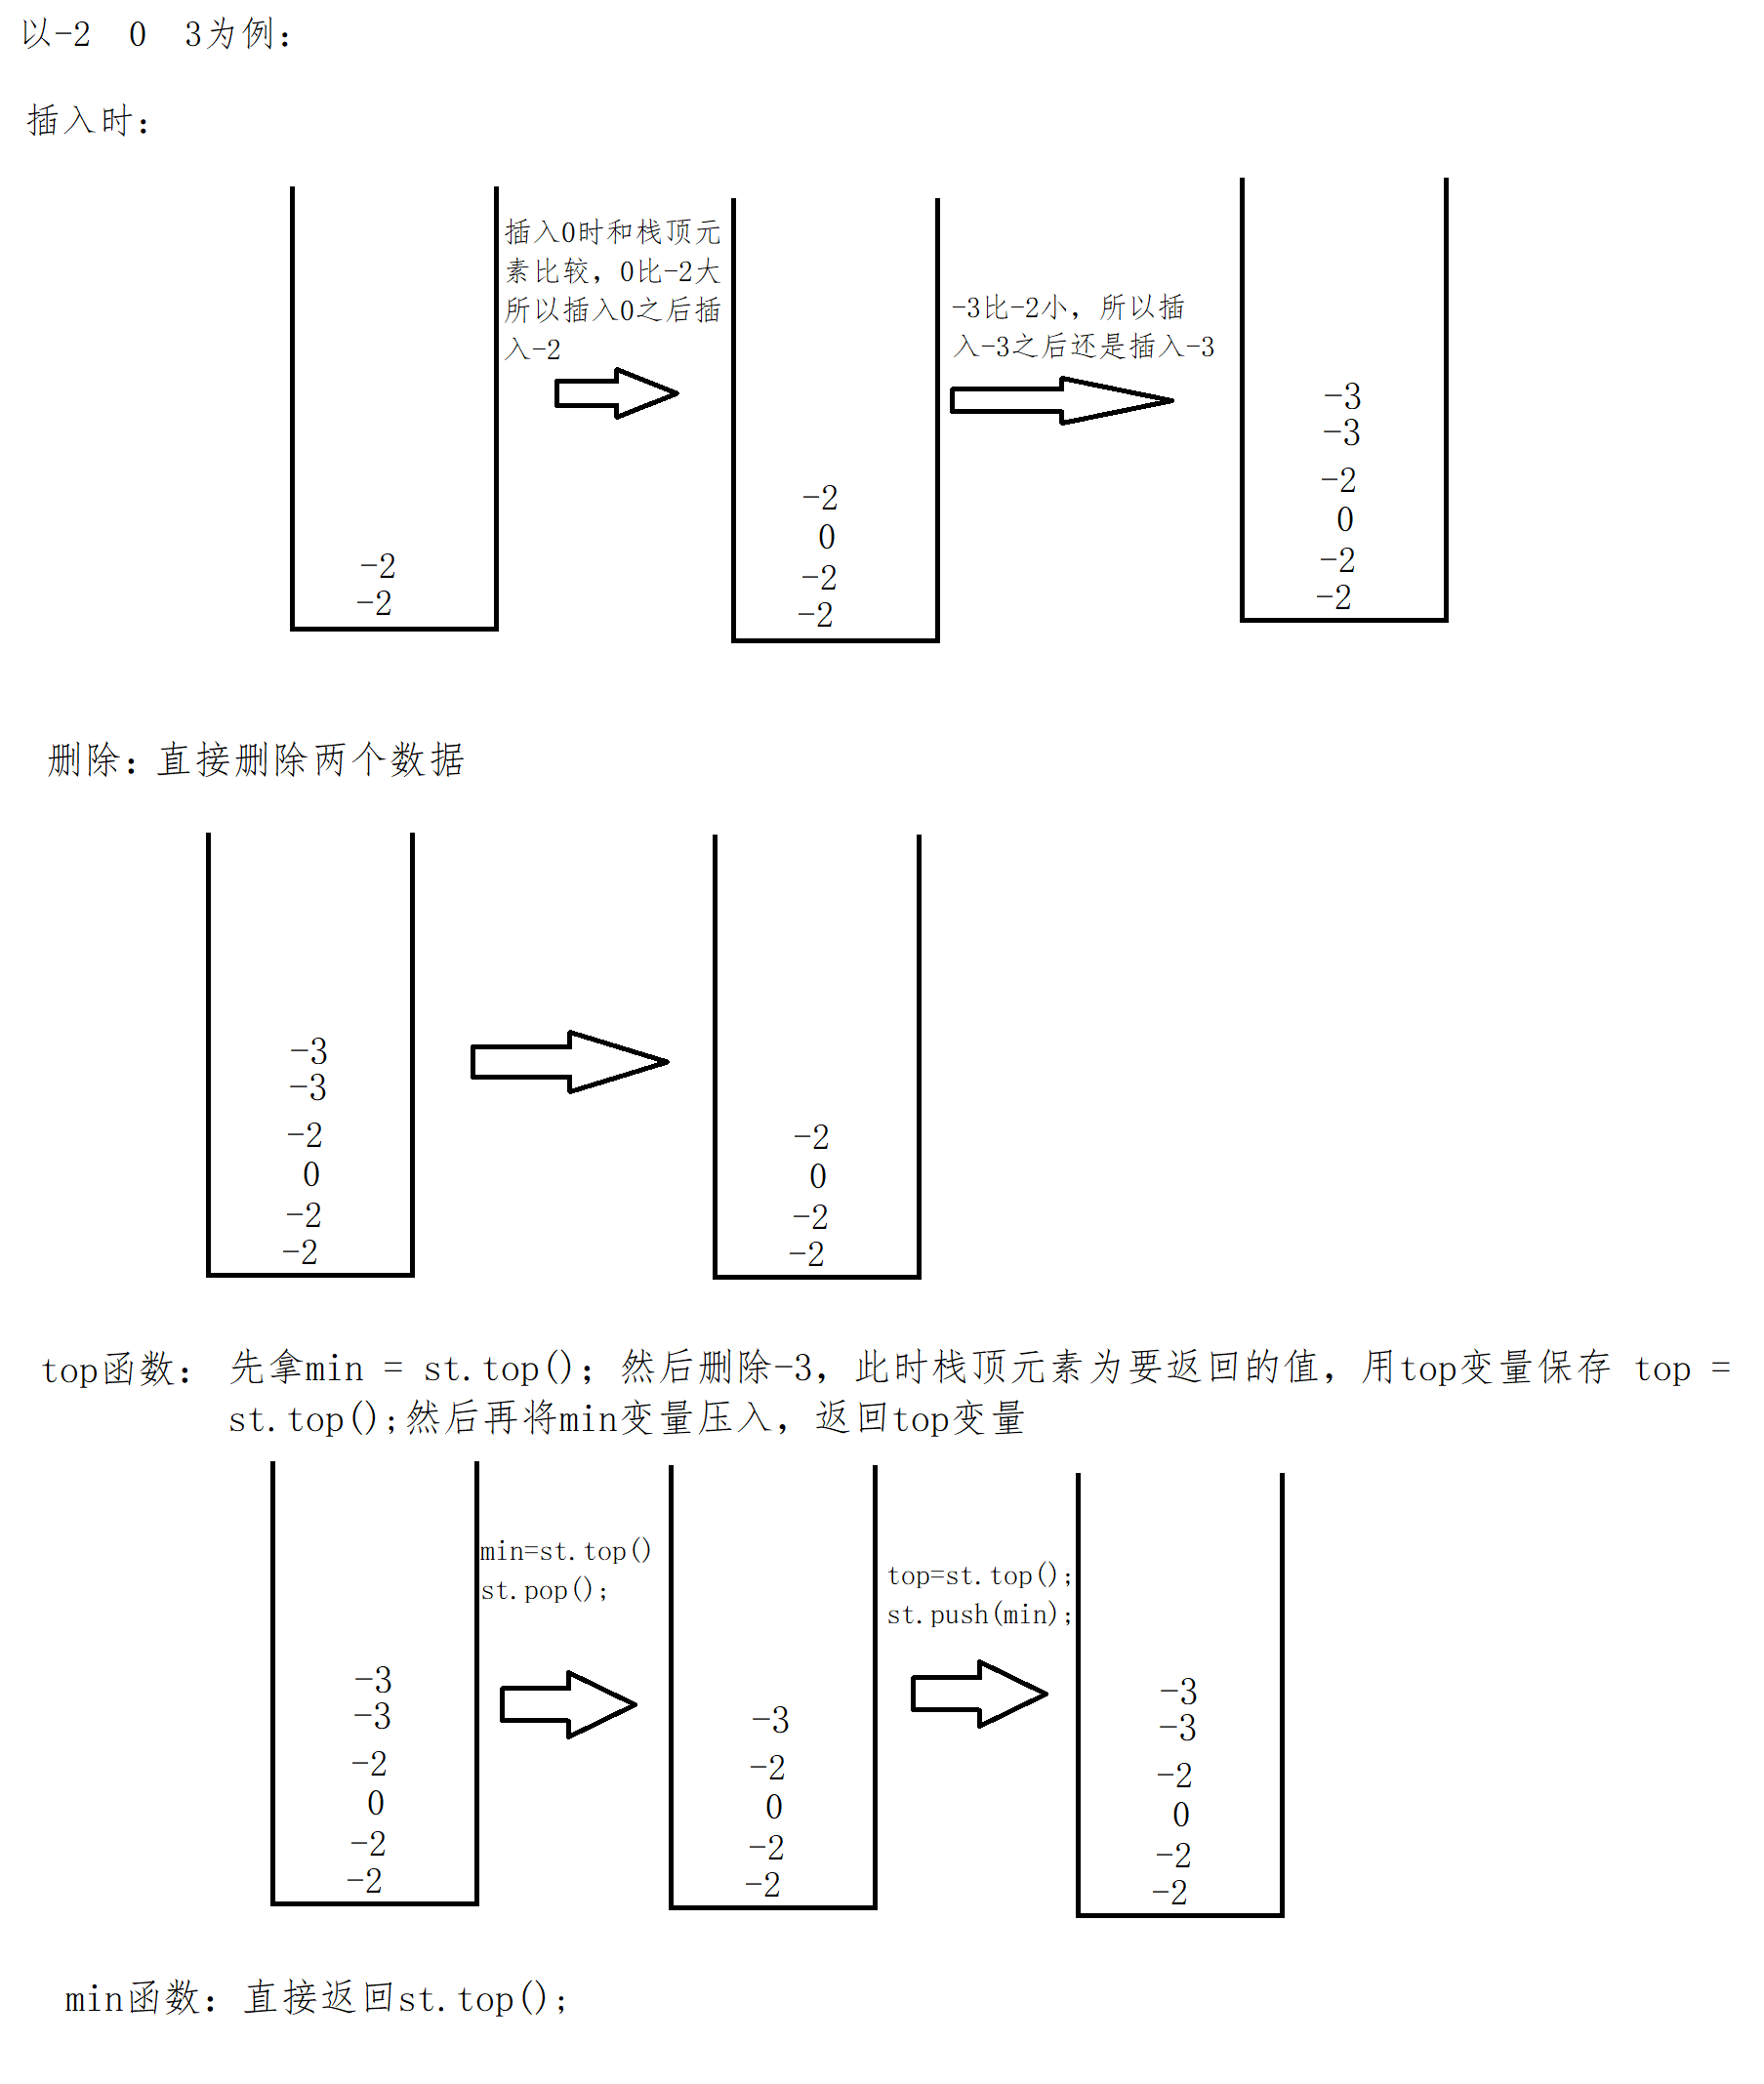 以-2  0  3为例：
插入时：
插入0时和栈顶元
素比较，0比-2大
所以插入0之后插
入-2
-3比-2小，所以插
入-3之后还是插入-3
-2
-2
-2
0
-2
-2
-3
-3
-2
0
-2
-2
删除：直接删除两个数据
-3
-3
-2
0
-2
-2
-2
0
-2
-2
top函数： 先拿min = st.top(); 然后删除-3，此时栈顶元素为要返回的值，用top变量保存 top =
st.top();然后再将min变量压入，返回top变量
min=st.top()
st.pop();
top=st.top();
st.push(min);
-3
-3
-2
0
-2
-2
-3
-2
0
-2
-2
-3
-3
-2
0
-2
-2
min函数：直接返回st.top();